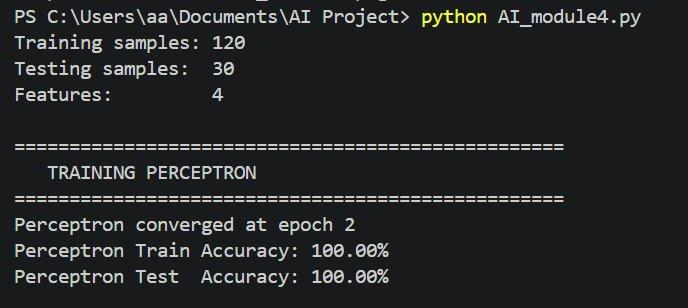 PS C:\Users\aa\Documents\AI Project> python AI_module4.py
Training samples: 120
Testing samples:  30
Features:         4
==================================================
   TRAINING PERCEPTRON
==================================================
Perceptron converged at epoch 2
Perceptron Train Accuracy: 100.00%
Perceptron Test  Accuracy: 100.00%